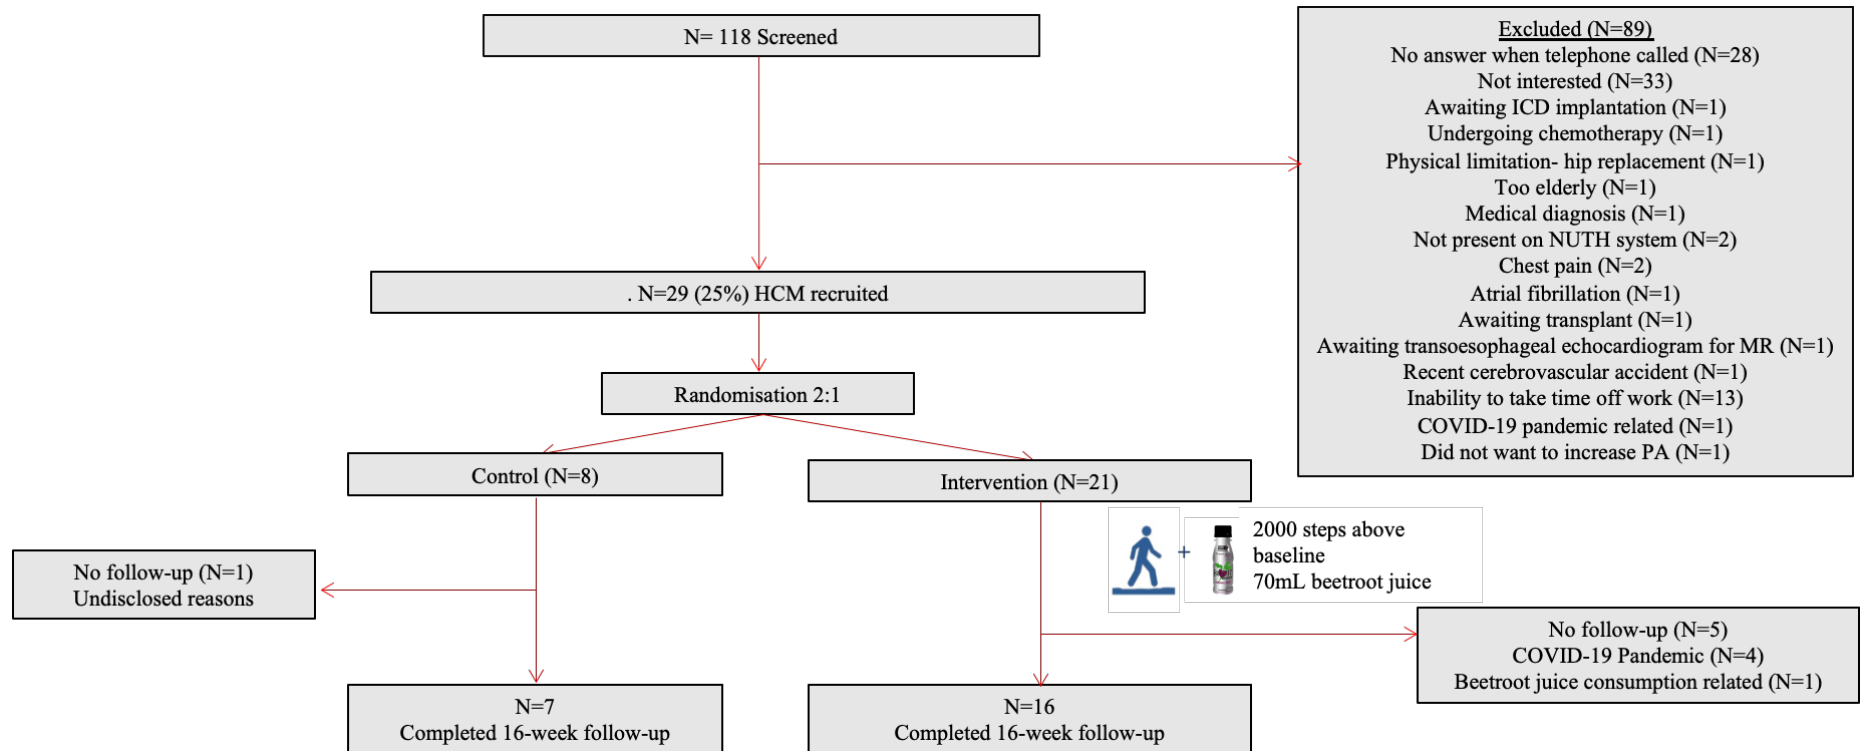 N= 118 Screened
Excluded (N=89)
No answer when telephone called (N=28)
Not interested (N=33)
Awaiting ICD implantation (N=1)
Undergoing chemotherapy (N=1)
Physical limitation- hip replacement (N=1)
Too elderly (N=1)
Medical diagnosis (N=1)
Not present on NUTH system (N=2)
Chest pain (N=2)
Atrial fibrillation (N=1)
Awaiting transplant (N=1)
Awaiting transoesophageal echocardiogram for MR (N=1)
Recent cerebrovascular accident (N=1)
Inability to take time off work (N=13)
COVID-19 pandemic related (N=1)
Did not want to increase PA (N=1)
. N=29 (25%) HCM recruited
Randomisation 2:1
Control (N=8)
Intervention (N=21)
+
2000 steps above
baseline
70mL beetroot juice
No follow-up (N=1)
Undisclosed reasons
No follow-up (N=5)
COVID-19 Pandemic (N=4)
Beetroot juice consumption related (N=1)
N=7
Completed 16-week follow-up
N=16
Completed 16-week follow-up